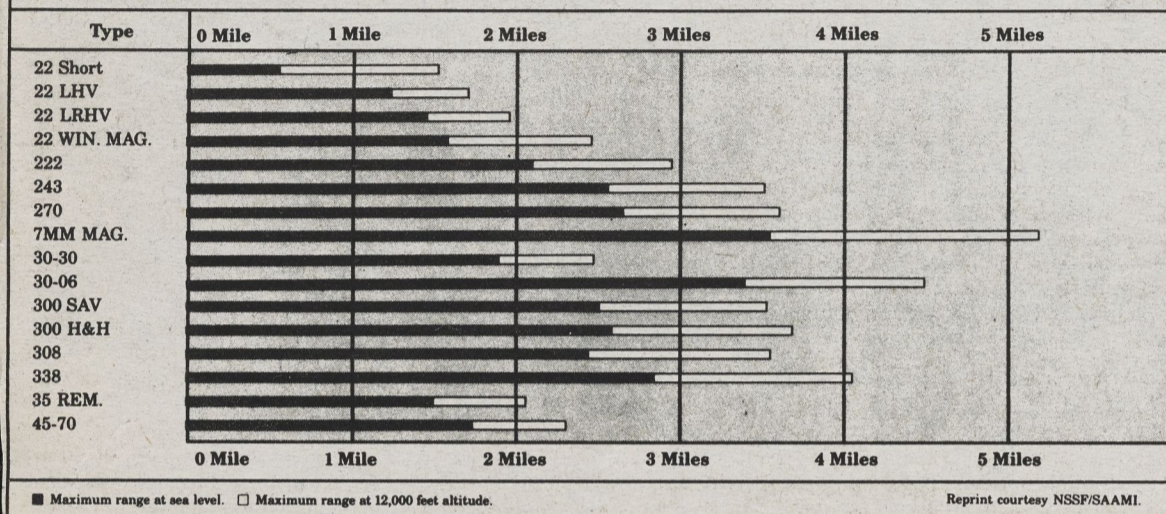 Type 0 Mile 1 Mile 2 Miles 3 Miles 4 Miles 5 Miles
22 Short
22 LHV
22 LRHV
22 WIN. MAG.
222
243
270
7MM MAG.
30-30
30-06
300 SAV
300 H&H
308
338
35 REM.
45-70
0 Mile 1 Mile 2 Miles 3 Miles 4 Miles 5 Miles
Maximum range at sea level. Maximum range at 12,000 feet altitude. Reprint courtesy NSSF/SAAMI.